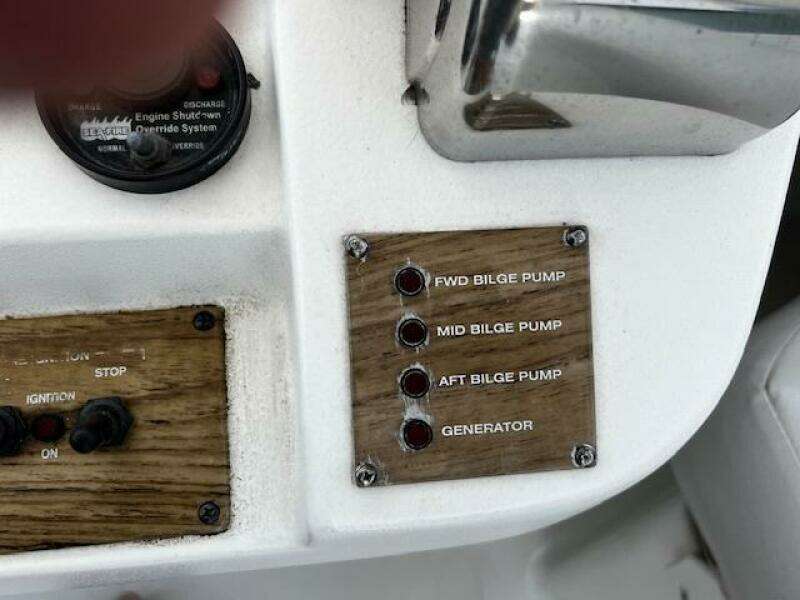 CHARGE
DISCHARGE
Engine Shutdown
SEA-FIRE Override System
NORMAL OVERRIDE
FWD BILGE PUMP
MID BILGE PUMP
AFT BILGE PUMP
GENERATOR
IGNITION
STOP
IGNITION
ON